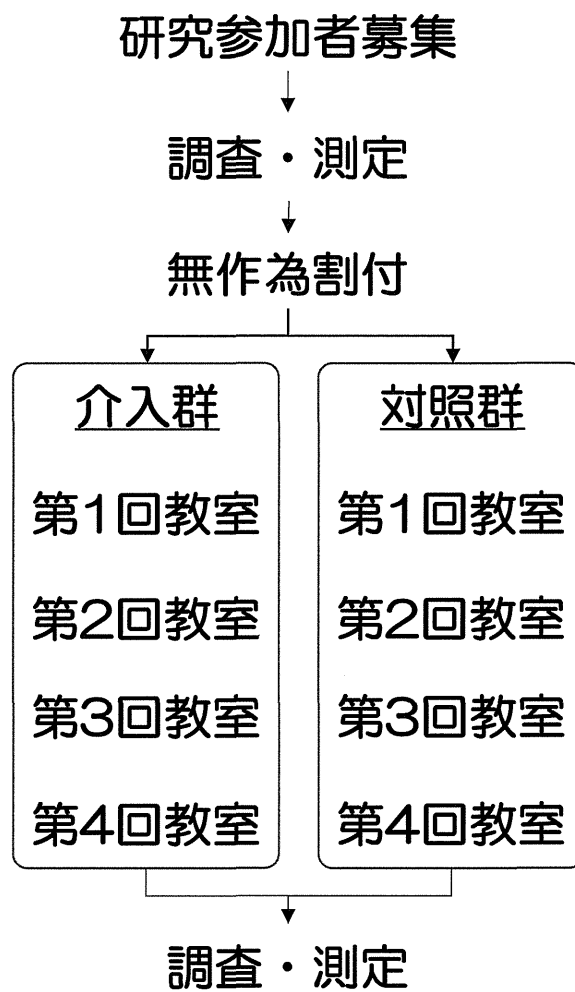 研究参加者募集
調査・測定
無作為割付
介入群
第1回教室
第2回教室
第3回教室
第4回教室
対照群
第1回教室
第2回教室
第3回教室
第4回教室
調査・測定